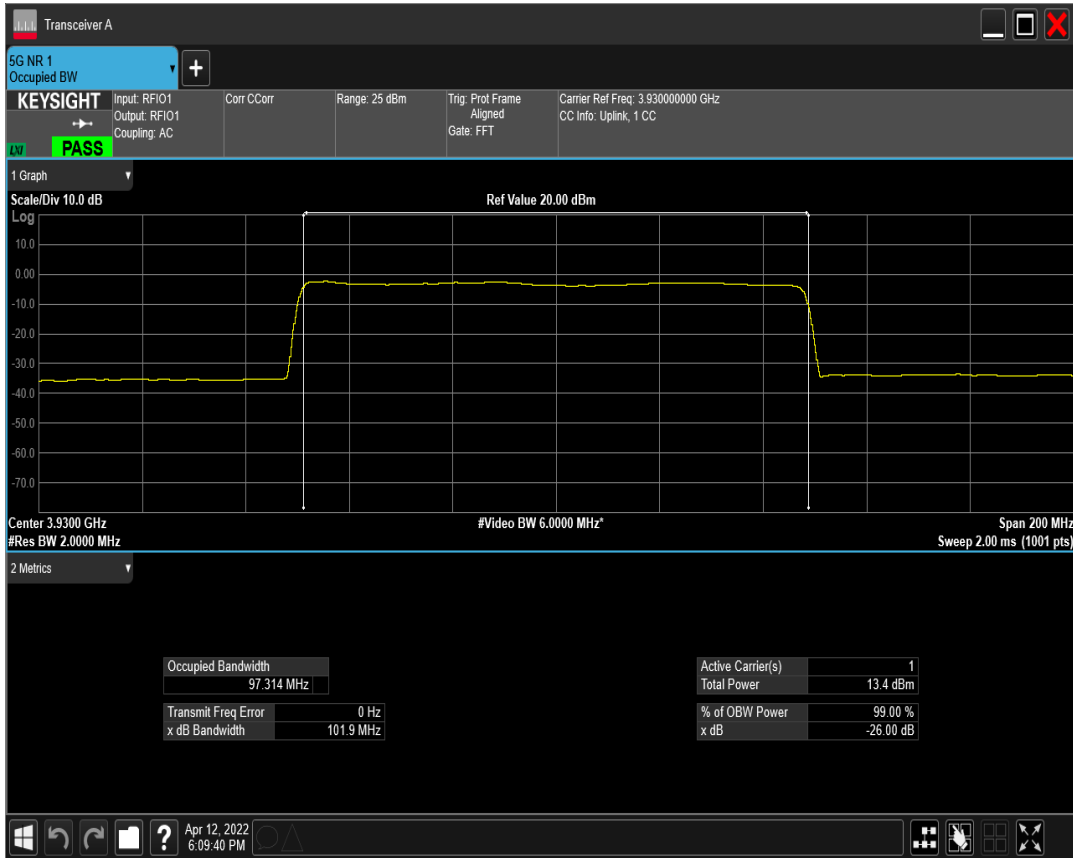 Transceiver A
5G NR 1
Occupied BW
+
KEYSIGHT
LXI
PASS
Input: RFIO1
Output: RFIO1
Coupling: AC
Corr CCorr
Range: 25 dBm
Trig: Prot Frame
Aligned
Gate: FFT
Carrier Ref Freq: 3.930000000 GHz
CC Info: Uplink, 1 CC
1 Graph
Scale/Div 10.0 dB
Ref Value 20.00 dBm
Log
10.0
0.00
-10.0
-20.0
-30.0
-40.0
-50.0
-60.0
-70.0
Center 3.9300 GHz
#Video BW 6.0000 MHz*
Span 200 MHz
#Res BW 2.0000 MHz
Sweep 2.00 ms (1001 pts)
2 Metrics
Occupied Bandwidth
97.314 MHz
Transmit Freq Error 0 Hz
x dB Bandwidth 101.9 MHz
Active Carrier(s) 1
Total Power 13.4 dBm
% of OBW Power 99.00 %
x dB -26.00 dB
?
Apr 12, 2022
6:09:40 PM